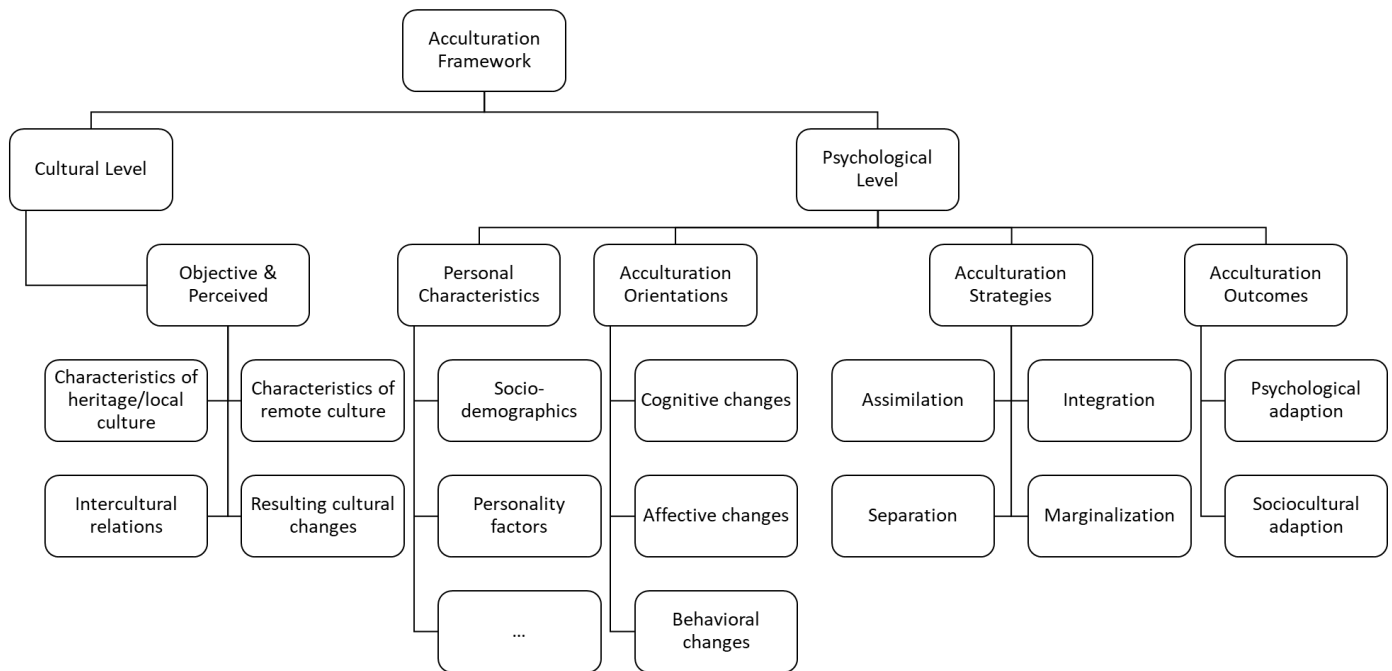 Acculturation
Framework
Cultural Level
Psychological
Level
Objective &
Perceived
Personal
Characteristics
Acculturation
Orientations
Acculturation
Strategies
Acculturation
Outcomes
Characteristics of
heritage/local
culture
Characteristics of
remote culture
Socio-
demographics
Cognitive changes
Assimilation
Integration
Psychological
adaption
Intercultural
relations
Resulting cultural
changes
Personality
factors
Affective changes
Separation
Marginalization
Sociocultural
adaption
...
Behavioral
changes